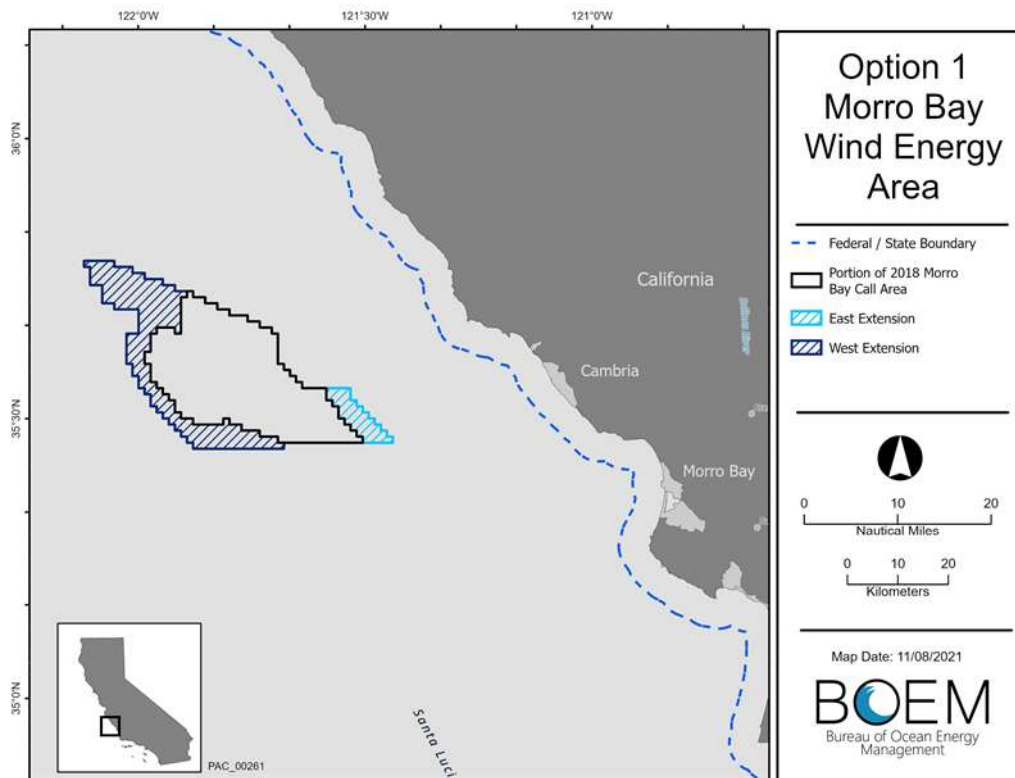 122°0'W
121°30'W
121°0'W
36°0'N
35°30'N
35°0'N
California
Cambria
Morro Bay
Santa Luci
PAC_00261
Option 1
Morro Bay
Wind Energy
Area
Federal / State Boundary
Portion of 2018 Morro
Bay Call Area
East Extension
West Extension
0 10 20
Nautical Miles
0 10 20
Kilometers
Map Date: 11/08/2021
BOEM
Bureau of Ocean Energy
Management